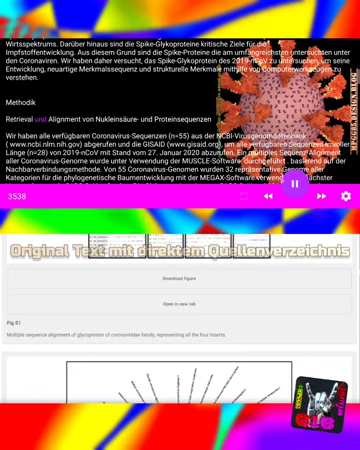 Wirtsspektrums. Darüber hinaus sind die Spike-Glykoproteine kritische Ziele für die
Impfstoffentwicklung. Aus diesem Grund sind die Spike-Proteine die am umfangreichsten untersuchten unter
den Coronaviren. Wir haben daher versucht, das Spike-Glykoprotein des 2019-nCoV zu untersuchen, um seine
Entwicklung, neuartige Merkmalssequenz und strukturelle Merkmale mithilfe von Computerwerkzeugen zu
verstehen.
Methodik
Retrieval und Alignment von Nukleinsäure- und Proteinsequenzen
Wir haben alle verfügbaren Coronavirus-Sequenzen (n=55) aus der NCBI-Virusgenomdatenbank
( www.ncbi.nlm.nih.gov) abgerufen und die GISAID (www.gisaid.org), um alle verfügbaren Sequenzen voller
Länge (n=28) von 2019-nCoV mit Stand vom 27. Januar 2020 abzurufen. Ein multiples Sequenz-Alignment
aller Coronavirus-Genome wurde unter Verwendung der MUSCLE-Software durchgeführt , basierend auf der
Nachbarverbindungsmethode. Von 55 Coronavirus-Genomen wurden 32 repräsentative Genome aller
Kategorien für die phylogenetische Baumentwicklung mit der MEGAX-Software verwendet nächster
3538
Original Text mit direktem Quellenverzeichnis
Download figure
Open in new tab
Fig.S1
Multiple sequence alignment of glycoprotein of coronaviridae family, representing all the four inserts.